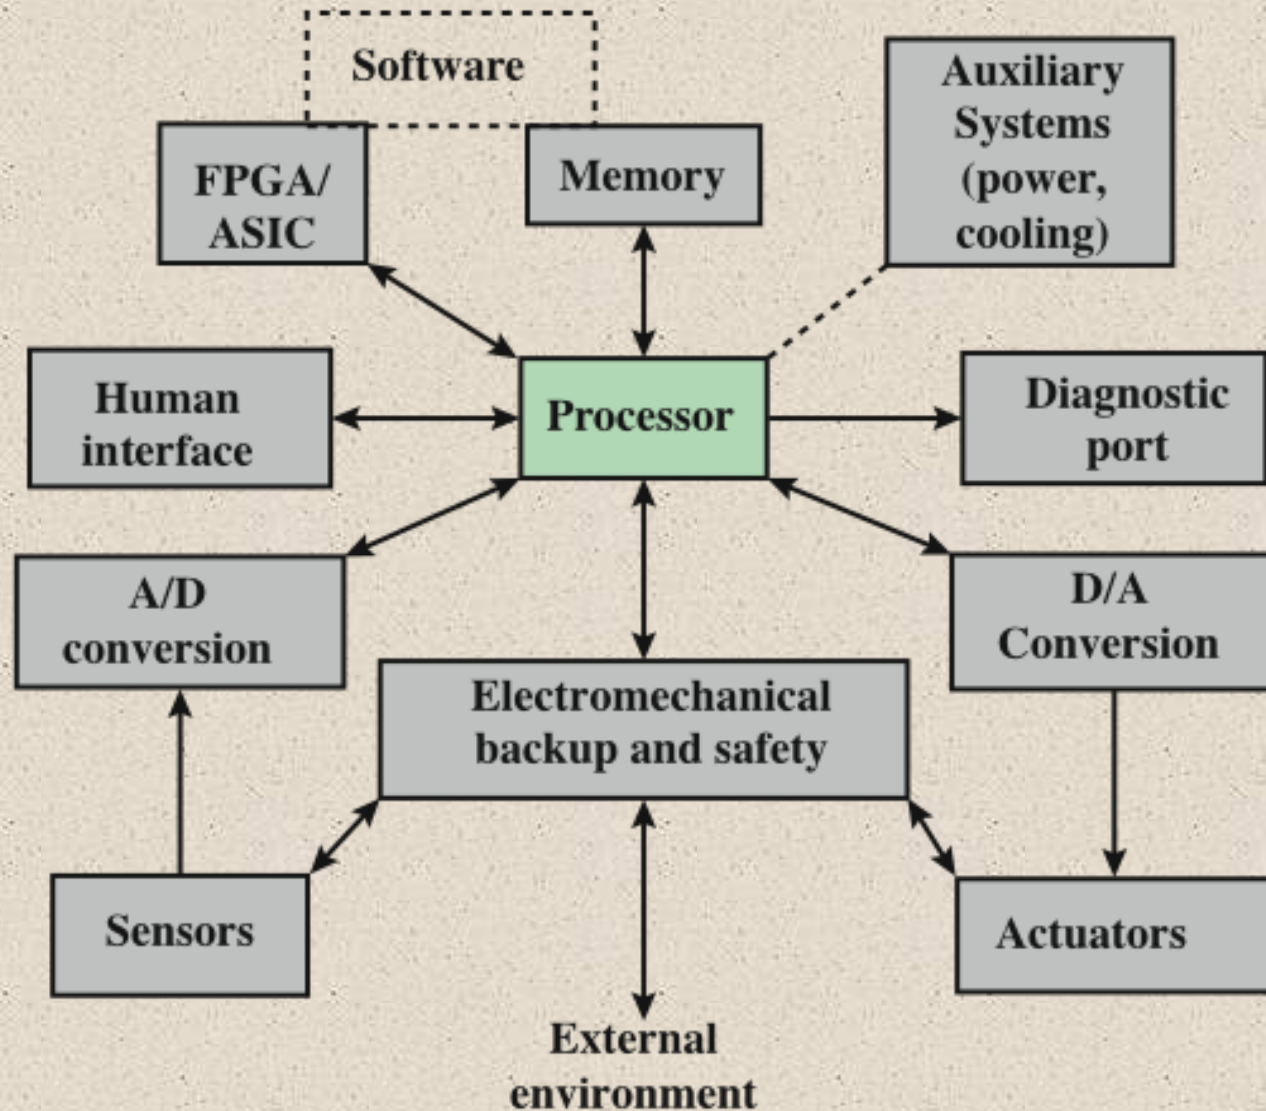 Software
Auxiliary
Systems
(power,
cooling)
FPGA/
ASIC
Memory
Human
interface
Processor
Diagnostic
port
A/D
conversion
D/A
Conversion
Electromechanical
backup and safety
Sensors
Actuators
External
environment